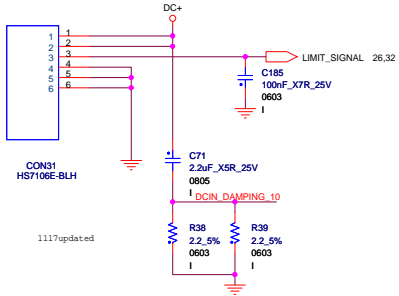 DC+
1 1
2 2
3 3
4 4
5 5
6 6
LIMIT_SIGNAL 26,32
C185
100nF_X7R_25V
0603
I
CON31
HS7106E-BLH
C71
2.2uF_X5R_25V
0805
I
DCIN_DAMPING_10
R38
2.2_5%
0603
I
R39
2.2_5%
0603
I
1117updated